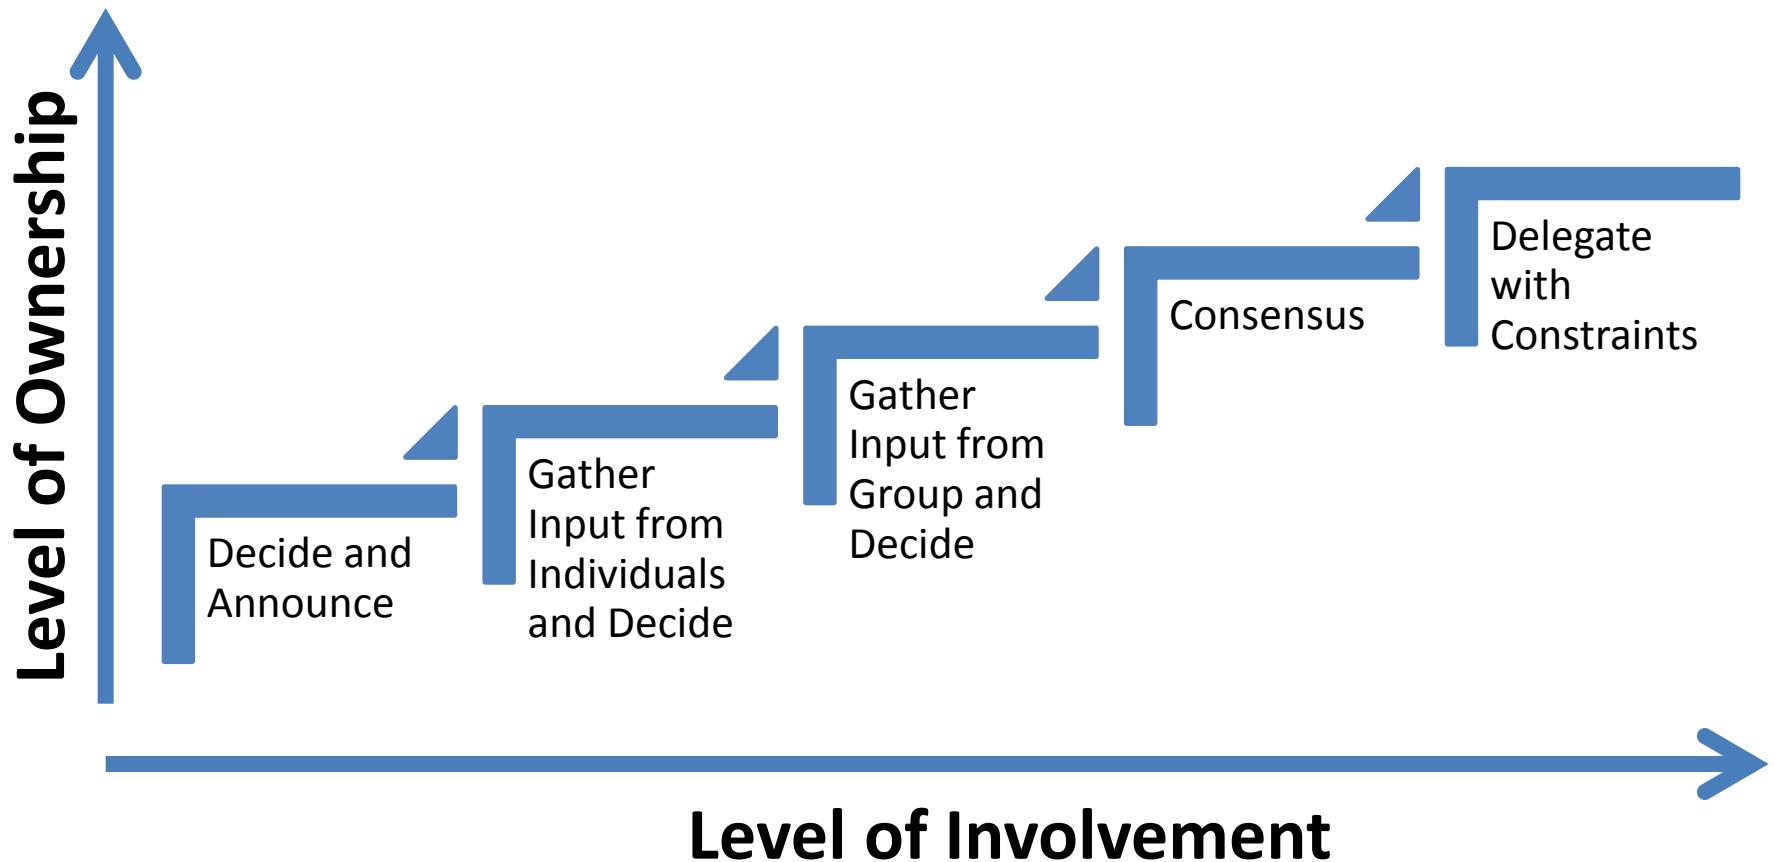 Level of Ownership
Decide and
Announce
Gather
Input from
Individuals
and Decide
Gather
Input from
Group and
Decide
Consensus
Delegate
with
Constraints
Level of Involvement